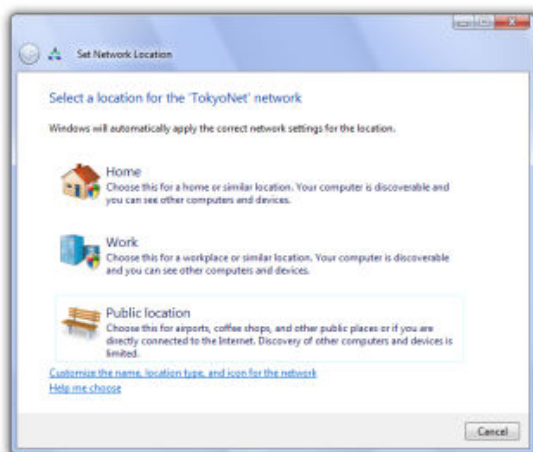 Set Network Location
Select a location for the 'TokyoNet' network
Windows will automatically apply the correct network settings for the location.
Home
Choose this for a home or similar location. Your computer is discoverable and
you can see other computers and devices.
Work
Choose this for a workplace or similar location. Your computer is discoverable
and you can see other computers and devices.
Public location
Choose this for airports, coffee shops, and other public places or if you are
directly connected to the Internet. Discovery of other computers and devices is
limited.
Customize the name, location type, and icon for the network
Help me choose
Cancel